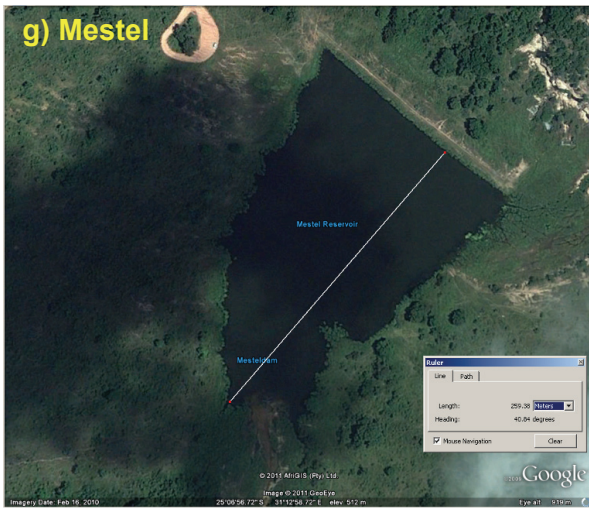 g) Mestel
Mestel Reservoir
Mesteldam
Ruler
Line Path
Length: 259.38 Meters
Heading: 40.84 degrees
Mouse Navigation Clear
© 2011 AfriGIS (Pty) Ltd
Image © 2011 GeoEye
©2010 Google
Imagery Date: Feb 16, 2010 25°06'56.72" S 31°12'56.72" E elev 512 m Eye alt 919 m